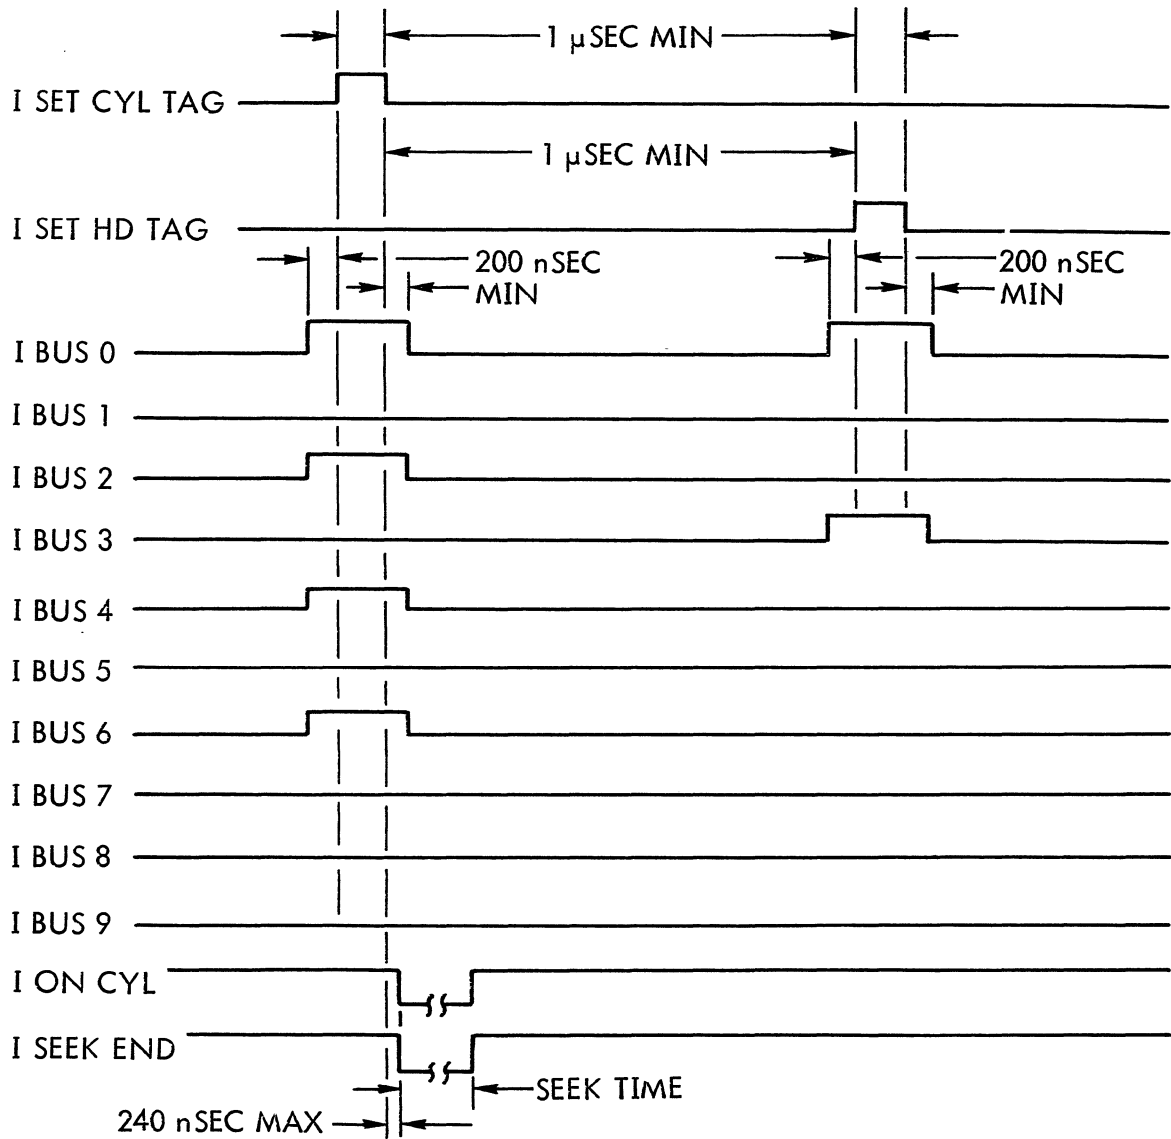 1 μSEC MIN
I SET CYL TAG
1 μSEC MIN
I SET HD TAG
200 nSEC
MIN
200 nSEC
MIN
I BUS 0
I BUS 1
I BUS 2
I BUS 3
I BUS 4
I BUS 5
I BUS 6
I BUS 7
I BUS 8
I BUS 9
I ON CYL
I SEEK END
SEEK TIME
240 nSEC MAX